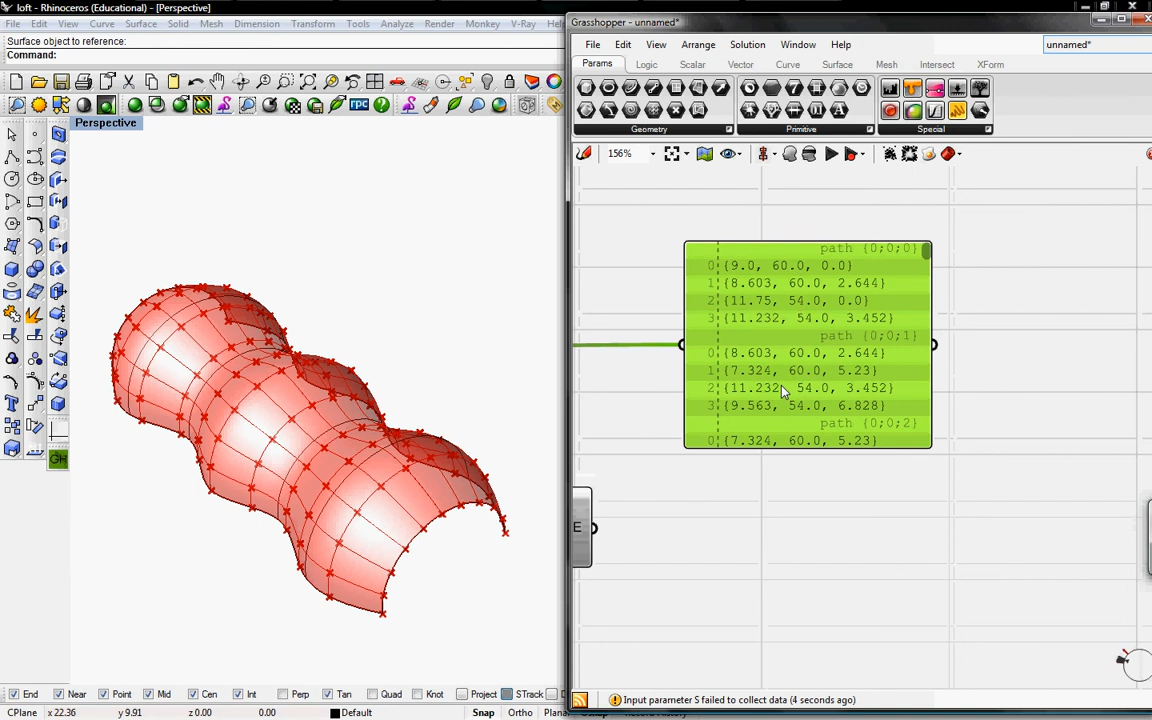 loft - Rhinoceros (Educational) - [Perspective]
File Edit View Curve Surface Solid Mesh Dimension Transform Tools Analyze Render Monkey V-Ray Help
Surface object to reference:
Command:
Perspective
GH
rpc
Grasshopper - unnamed*
File Edit View Arrange Solution Window Help
unnamed*
Params Logic Scalar Vector Curve Surface Mesh Intersect XForm
Geometry Primitive Special
156%
path {0;0;0}
0 {9.0, 60.0, 0.0}
1 {8.603, 60.0, 2.644}
2 {11.75, 54.0, 0.0}
3 {11.232, 54.0, 3.452}
path {0;0;1}
0 {8.603, 60.0, 2.644}
1 {7.324, 60.0, 5.23}
2 {11.232, 54.0, 3.452}
3 {9.563, 54.0, 6.828}
path {0;0;2}
0 {7.324, 60.0, 5.23}
E
Input parameter S failed to collect data (4 seconds ago)
End Near Point Mid Cen Int Perp Tan Quad Knot Project STrack
CPlane x 22.36 y 9.91 z 0.00 0.00 Default Snap Ortho Planar